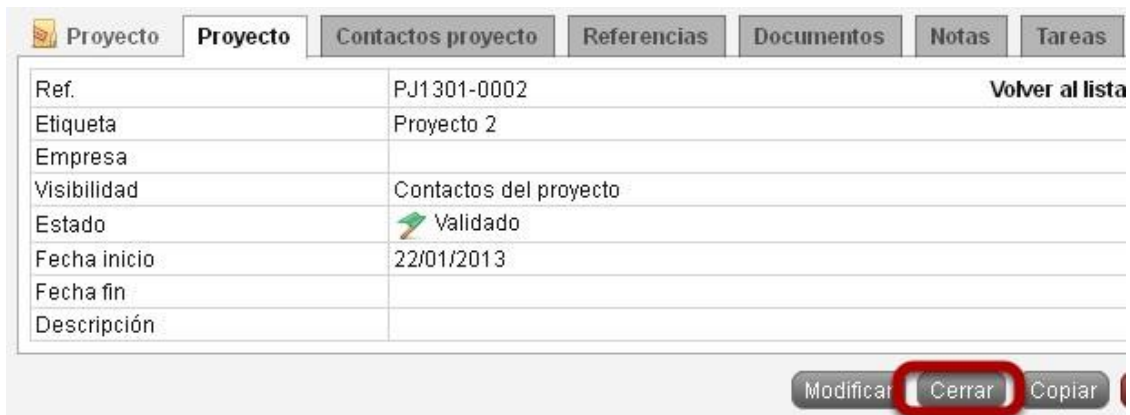 Proyecto Proyecto Contactos proyecto Referencias Documentos Notas Tareas
Ref. PJ1301-0002 Volver al lista
Etiqueta Proyecto 2
Empresa
Visibilidad Contactos del proyecto
Estado Validado
Fecha inicio 22/01/2013
Fecha fin
Descripción
Modificar Cerrar Copiar